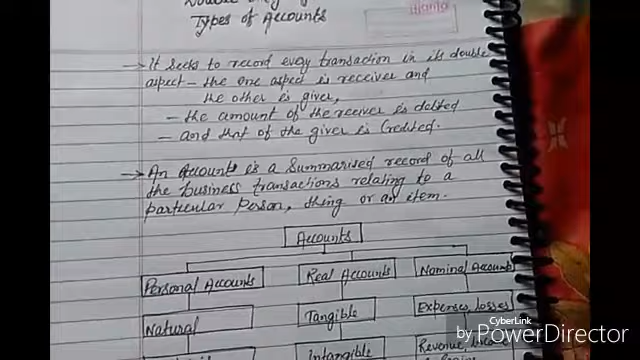 Types of Accounts
→ It seeks to record every transaction in its double
aspect - the one aspect is receiver and
the other is giver,
- the amount of the reciver is debited
- and that of the giver is Credited.
→ An Account is a Summarised record of all
the business transactions relating to a
particular person, thing or an item.
Accounts
Personal Accounts
Real Accounts
Nominal Accounts
Natural
Tangible
Expenses, losses
Intangible
Revenue,
CyberLink
by PowerDirector